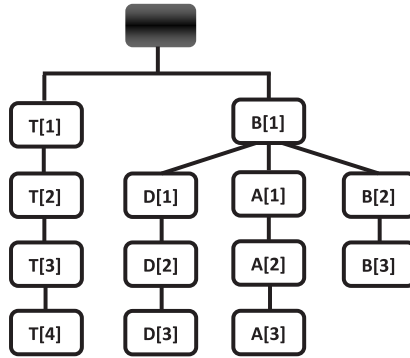 T[1] B[1]
T[2] D[1] A[1] B[2]
T[3] D[2] A[2] B[3]
T[4] D[3] A[3]